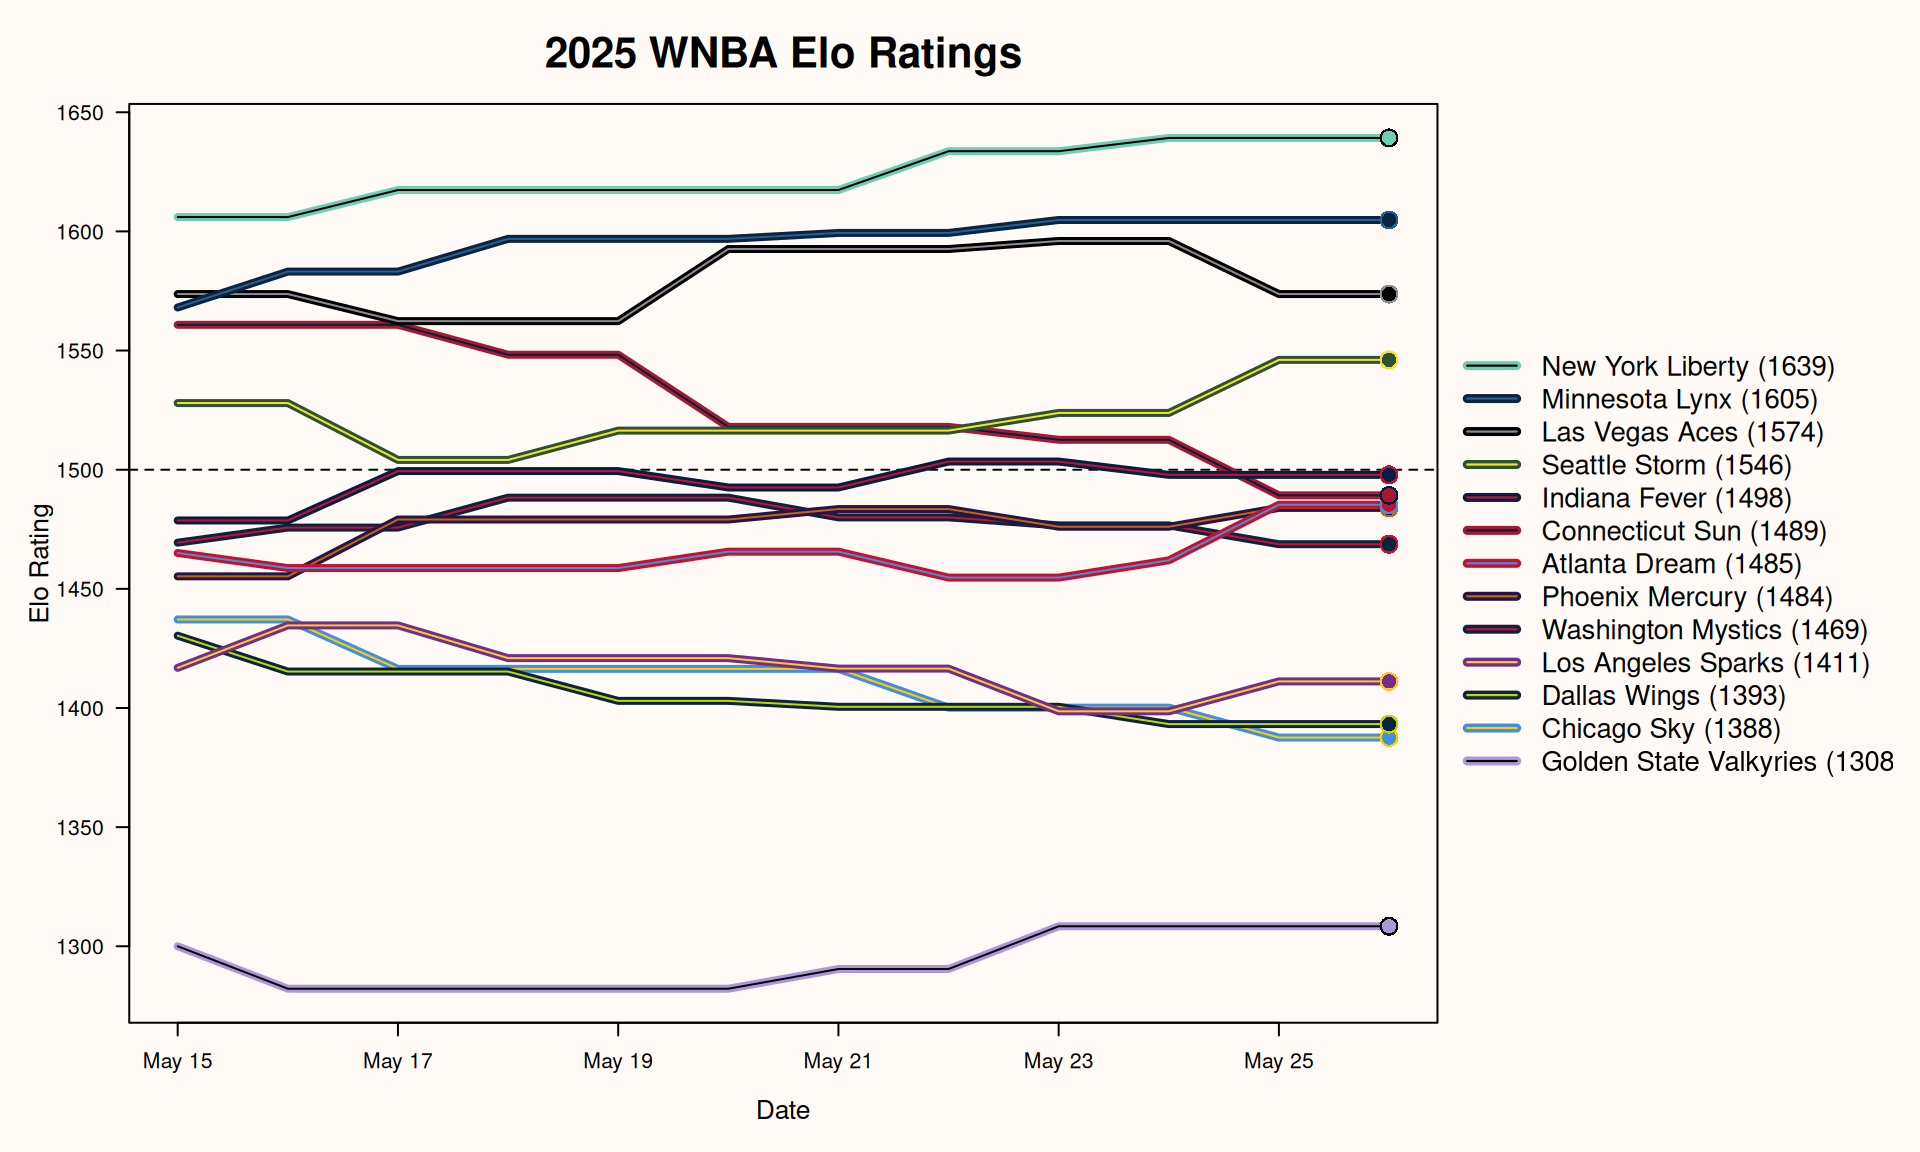 2025 WNBA Elo Ratings
1650
1600
1550
1500
1450
1400
1350
1300
Elo Rating
May 15
May 17
May 19
May 21
May 23
May 25
Date
New York Liberty (1639)
Minnesota Lynx (1605)
Las Vegas Aces (1574)
Seattle Storm (1546)
Indiana Fever (1498)
Connecticut Sun (1489)
Atlanta Dream (1485)
Phoenix Mercury (1484)
Washington Mystics (1469)
Los Angeles Sparks (1411)
Dallas Wings (1393)
Chicago Sky (1388)
Golden State Valkyries (1308